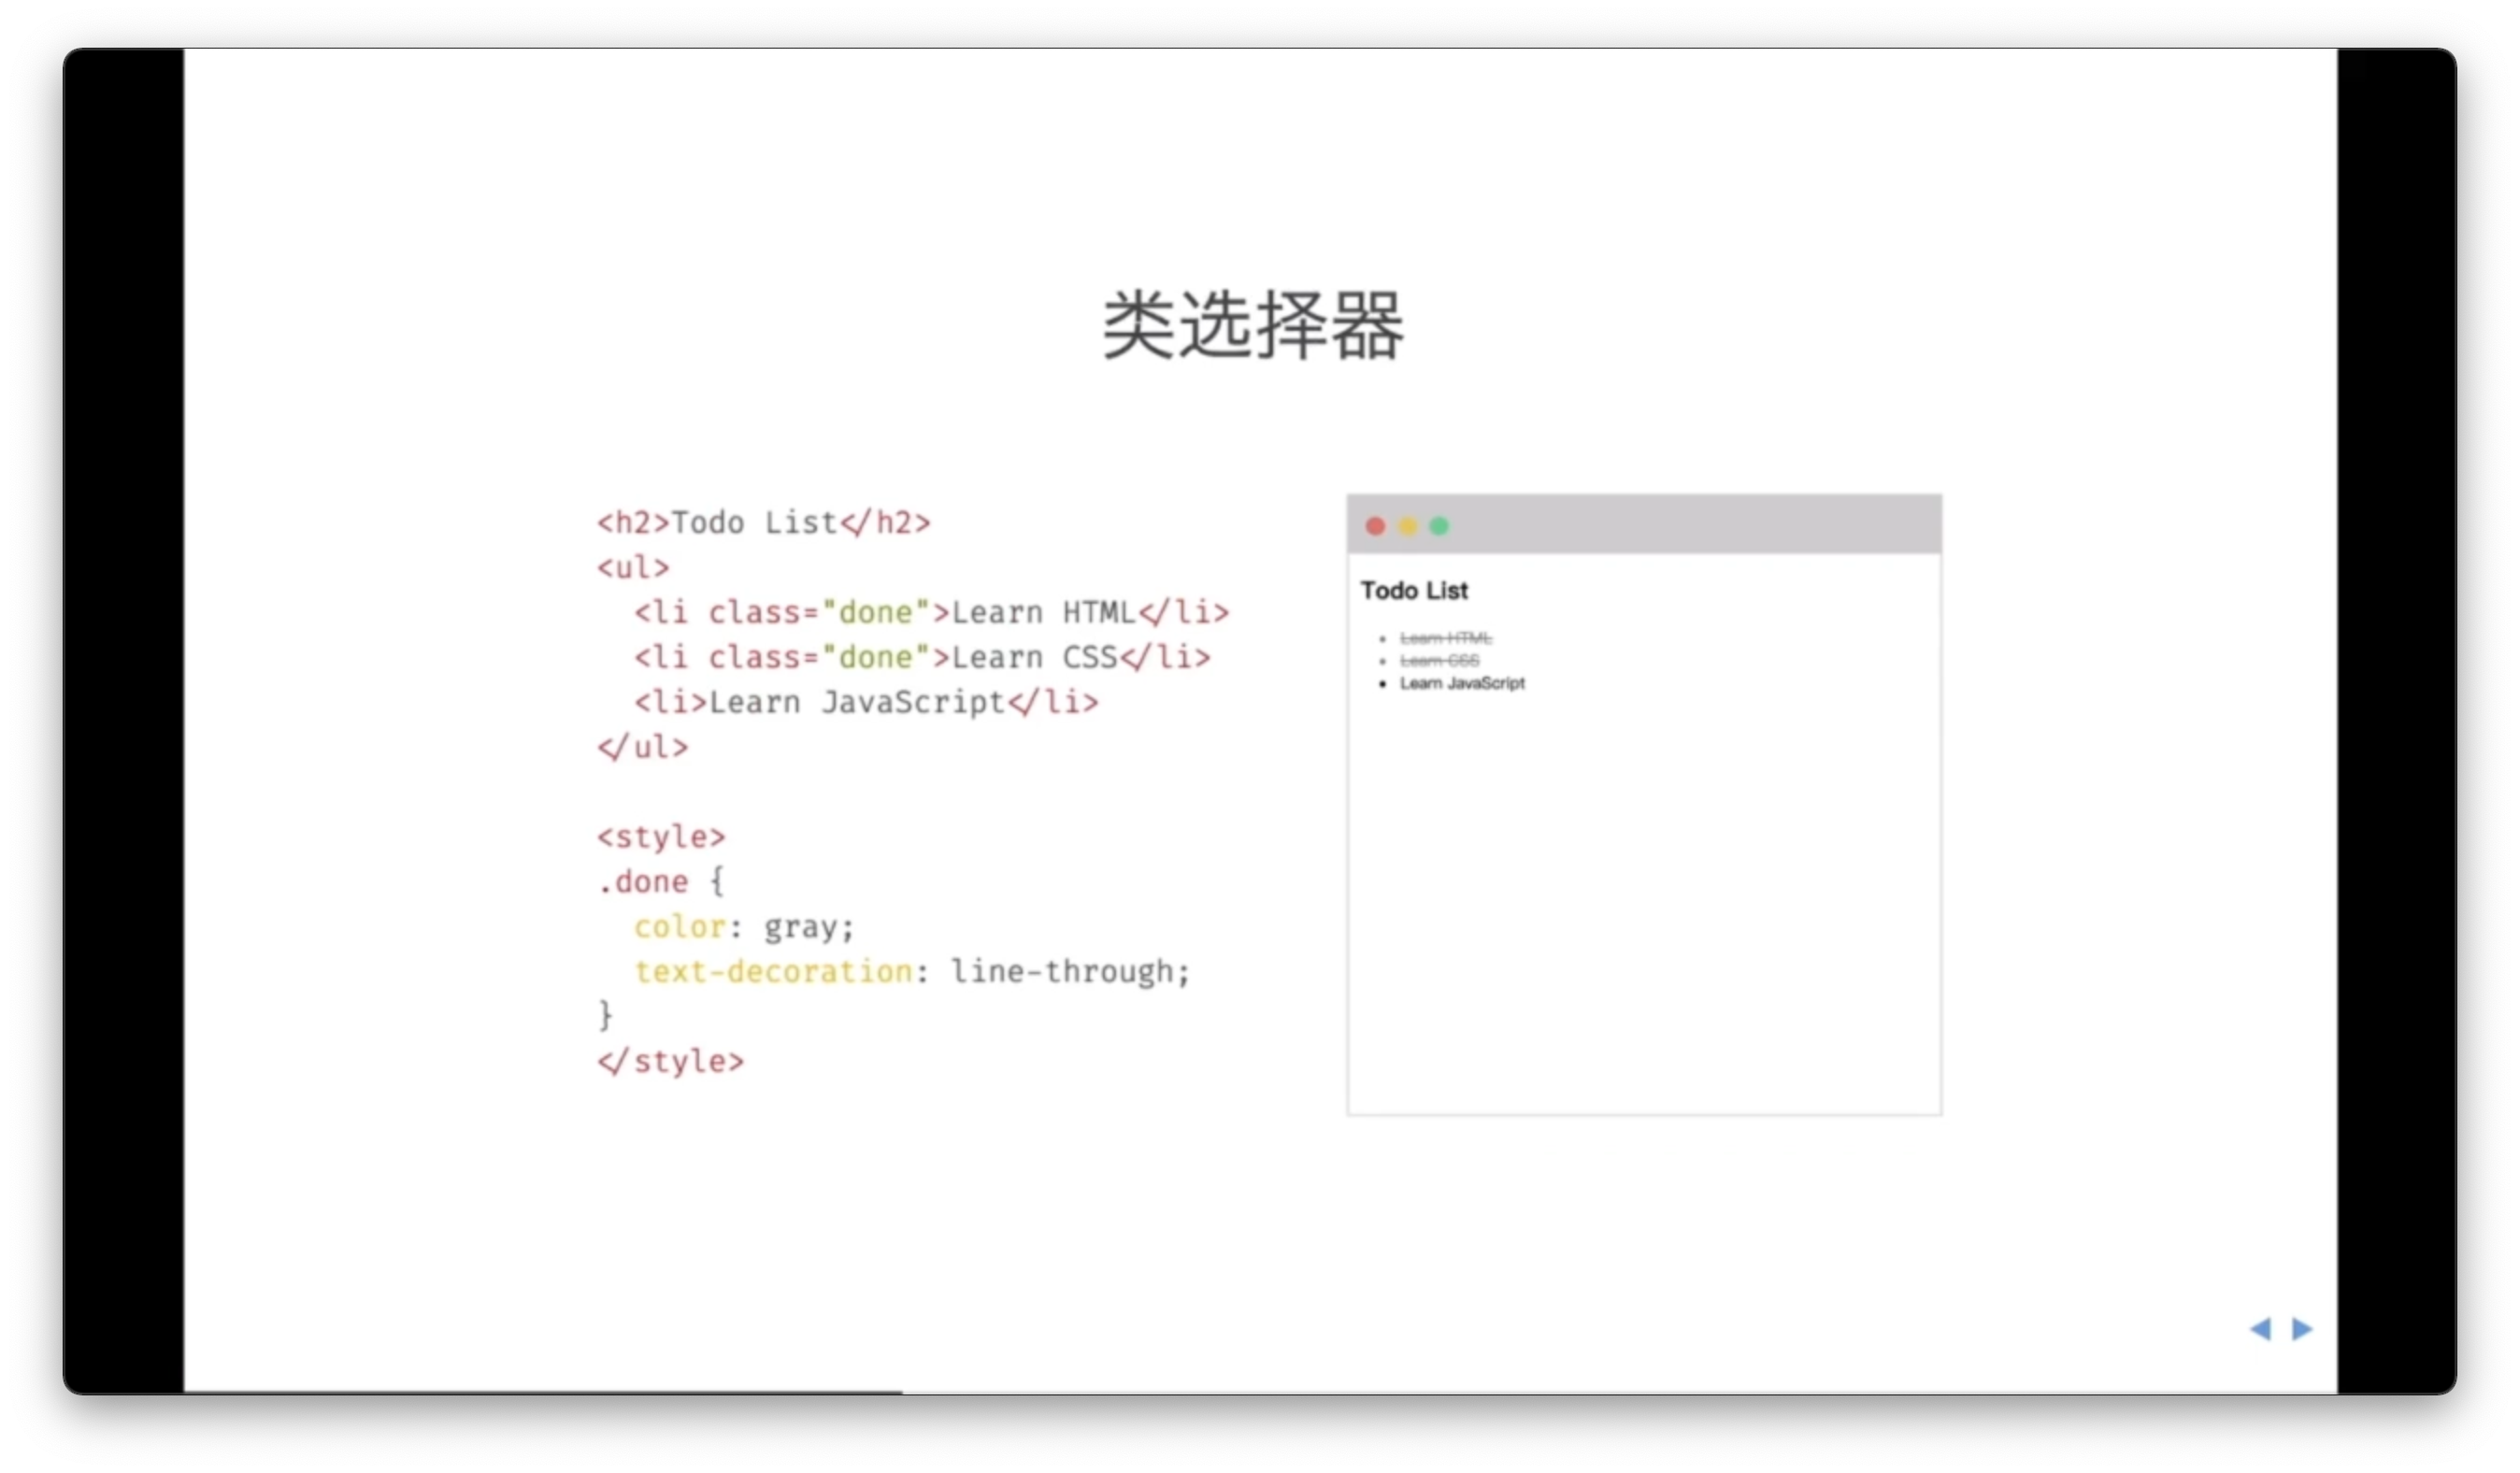 类选择器
<h2>Todo List</h2>
<ul>
  <li class="done">Learn HTML</li>
  <li class="done">Learn CSS</li>
  <li>Learn JavaScript</li>
</ul>
<style>
.done {
  color: gray;
  text-decoration: line-through;
}
</style>
Todo List
Learn HTML
Learn CSS
Learn JavaScript